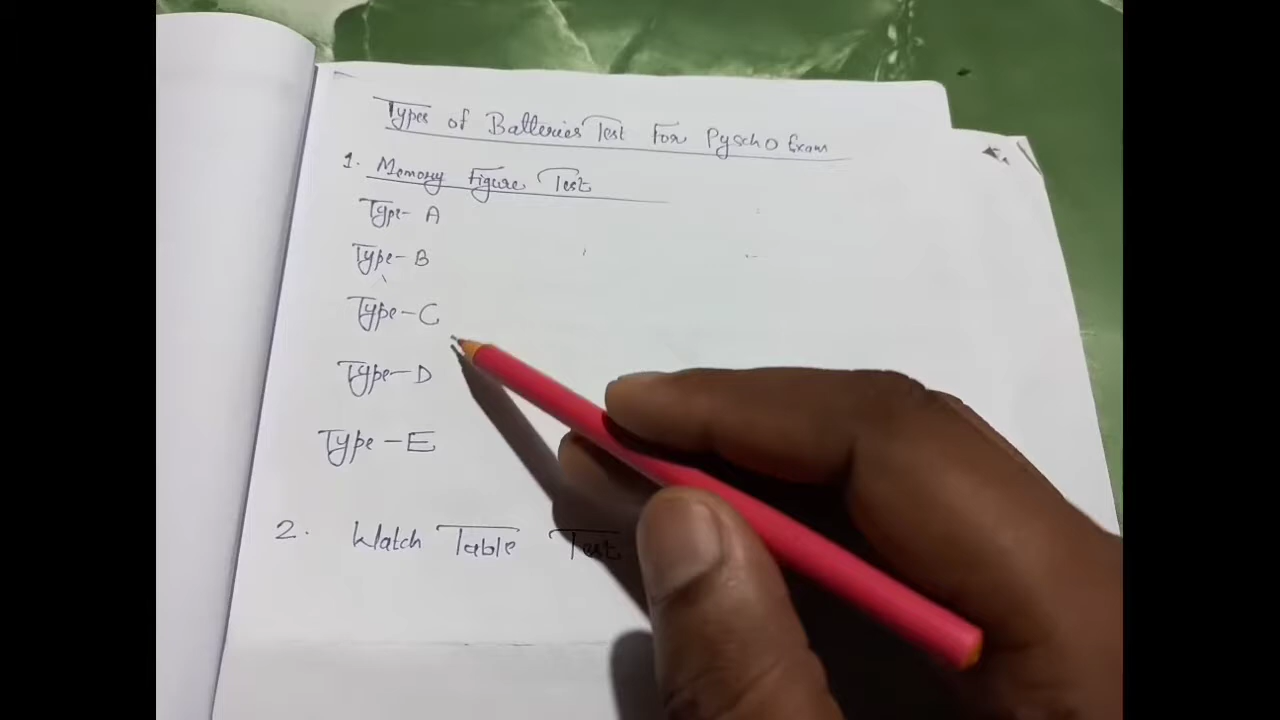 Types of Batteries Test For Pyscho Exam
1. Memory Figure Test
Type- A
Type- B
Type- C
Type- D
Type - E
2. Watch Table Test